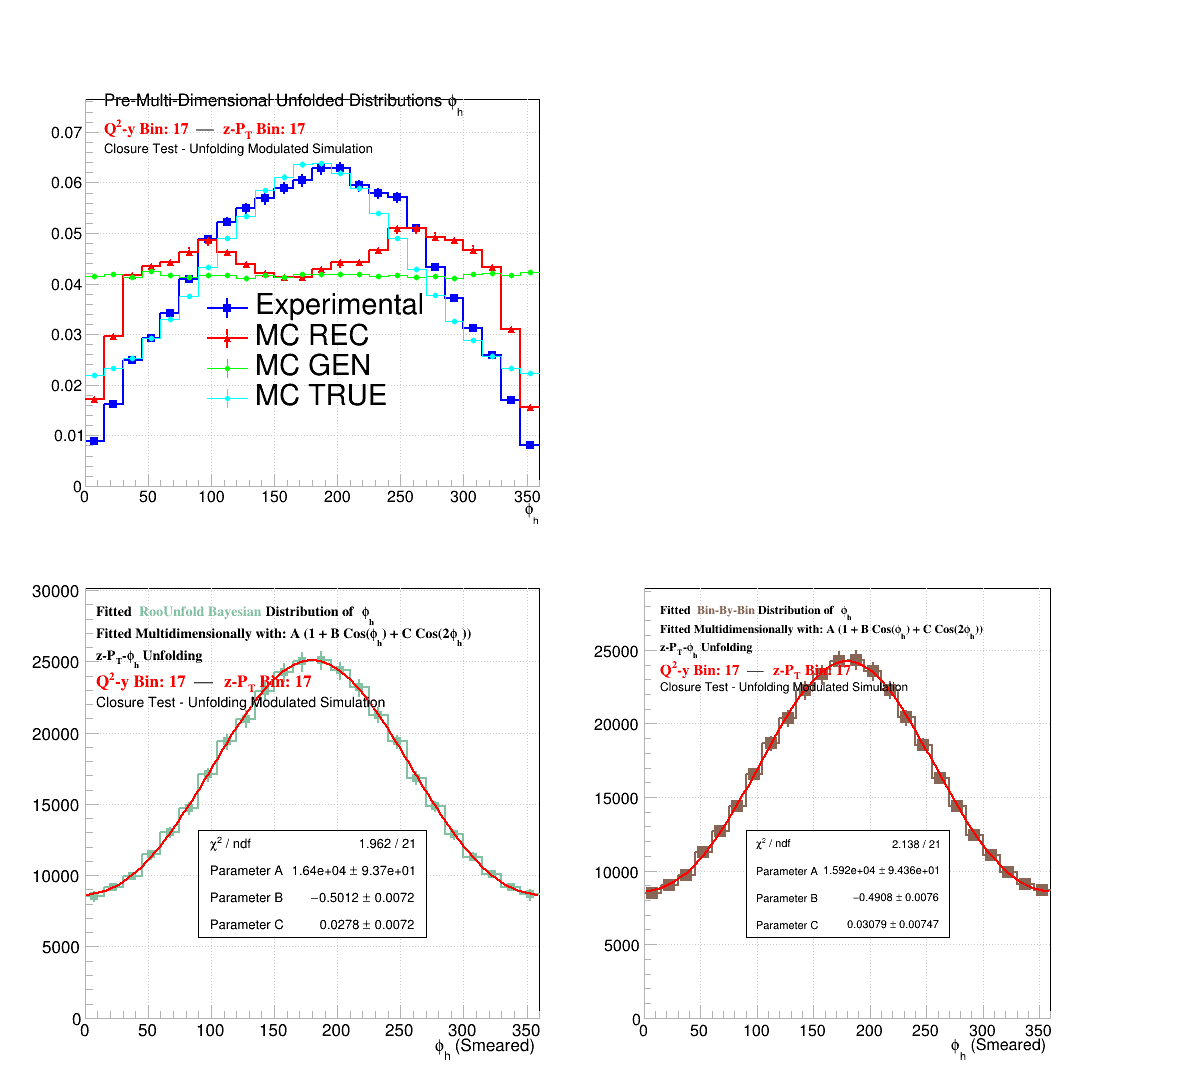 Pre-Multi-Dimensional Unfolded Distributions ϕh
Q2-y Bin: 17 — z-PT Bin: 17
Closure Test - Unfolding Modulated Simulation
0.07
0.06
0.05
0.04
0.03
0.02
0.01
0
Experimental
MC REC
MC GEN
MC TRUE
0 50 100 150 200 250 300 350
ϕh
30000
25000
20000
15000
10000
5000
0
Fitted RooUnfold Bayesian Distribution of ϕh
Fitted Multidimensionally with: A (1 + B Cos(ϕh) + C Cos(2ϕh))
z-PT-ϕh Unfolding
Q2-y Bin: 17 — z-PT Bin: 17
Closure Test - Unfolding Modulated Simulation
χ2 / ndf 1.962 / 21
Parameter A 1.64e+04 ± 9.37e+01
Parameter B −0.5012 ± 0.0072
Parameter C 0.0278 ± 0.0072
0 50 100 150 200 250 300 350
ϕh (Smeared)
25000
20000
15000
10000
5000
0
Fitted Bin-By-Bin Distribution of ϕh
Fitted Multidimensionally with: A (1 + B Cos(ϕh) + C Cos(2ϕh))
z-PT-ϕh Unfolding
Q2-y Bin: 17 — z-PT Bin: 17
Closure Test - Unfolding Modulated Simulation
χ2 / ndf 2.138 / 21
Parameter A 1.592e+04 ± 9.436e+01
Parameter B −0.4908 ± 0.0076
Parameter C 0.03079 ± 0.00747
0 50 100 150 200 250 300 350
ϕh (Smeared)